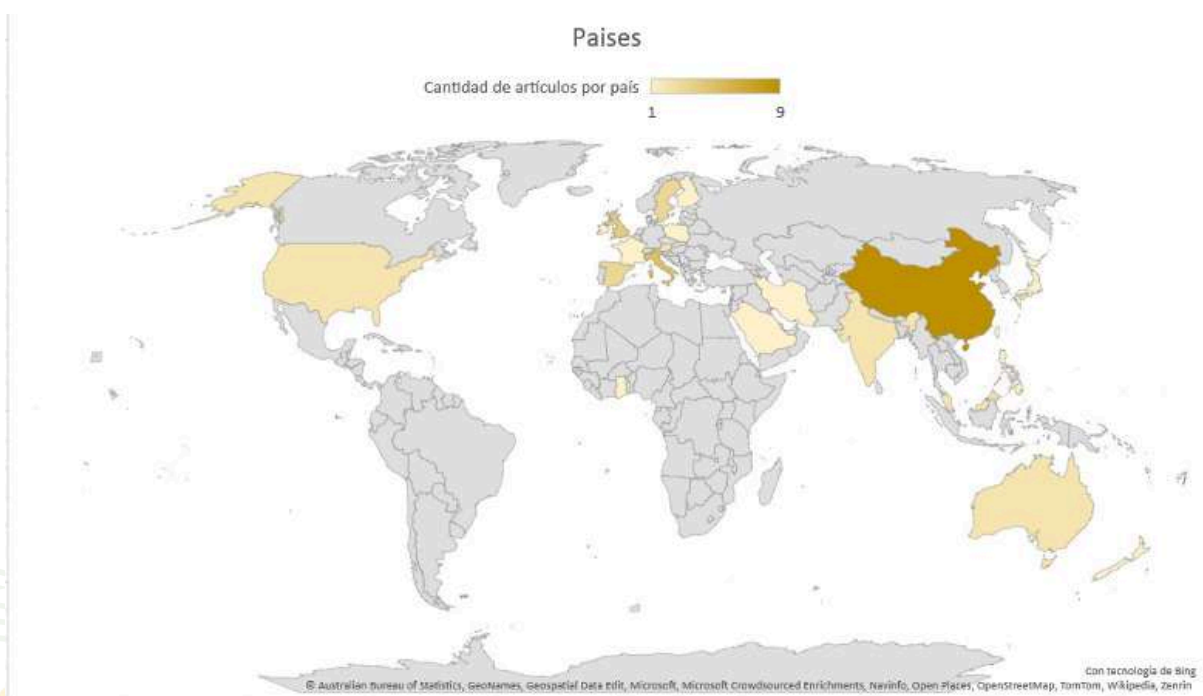 Paises
Cantidad de artículos por país
1 9
Con tecnología de Bing
© Australian Bureau of Statistics, GeoNames, Geospatial Data Edit, Microsoft, Microsoft Crowdsourced Enrichments, Navinfo, Open Places, OpenStreetMap, TomTom, Wikipedia, Zenrin